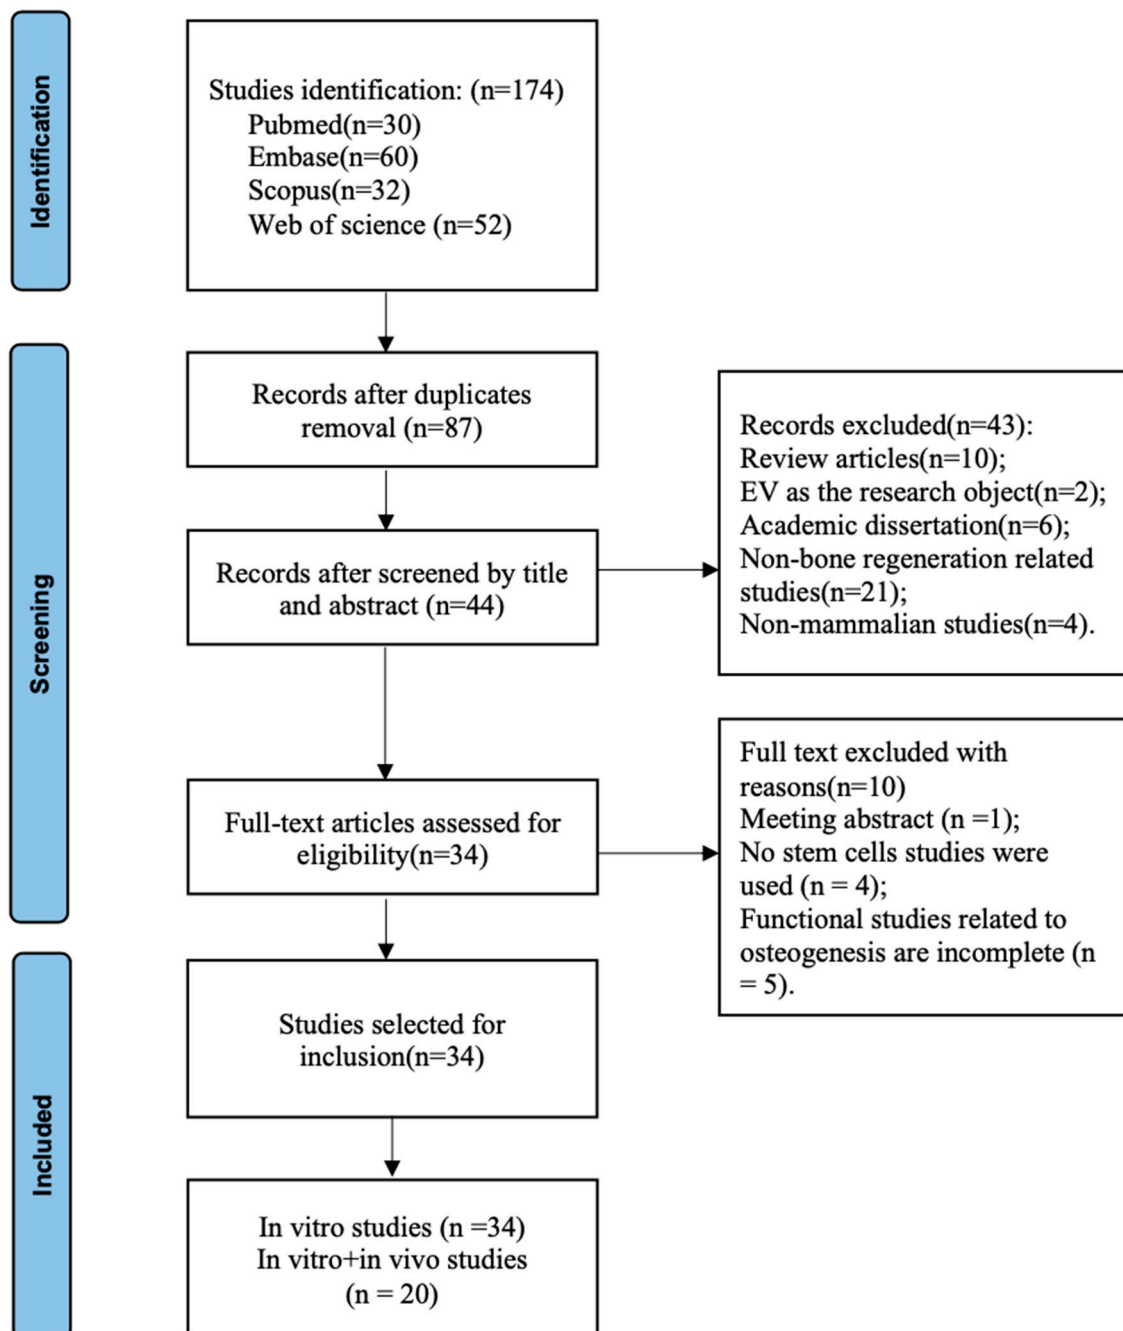 Identification
Studies identification: (n=174)
Pubmed(n=30)
Embase(n=60)
Scopus(n=32)
Web of science (n=52)
Screening
Records after duplicates
removal (n=87)
Records after screened by title
and abstract (n=44)
Records excluded(n=43):
Review articles(n=10);
EV as the research object(n=2);
Academic dissertation(n=6);
Non-bone regeneration related
studies(n=21);
Non-mammalian studies(n=4).
Full-text articles assessed for
eligibility(n=34)
Full text excluded with
reasons(n=10)
Meeting abstract (n =1);
No stem cells studies were
used (n = 4);
Functional studies related to
osteogenesis are incomplete (n
= 5).
Included
Studies selected for
inclusion(n=34)
In vitro studies (n =34)
In vitro+in vivo studies
(n = 20)